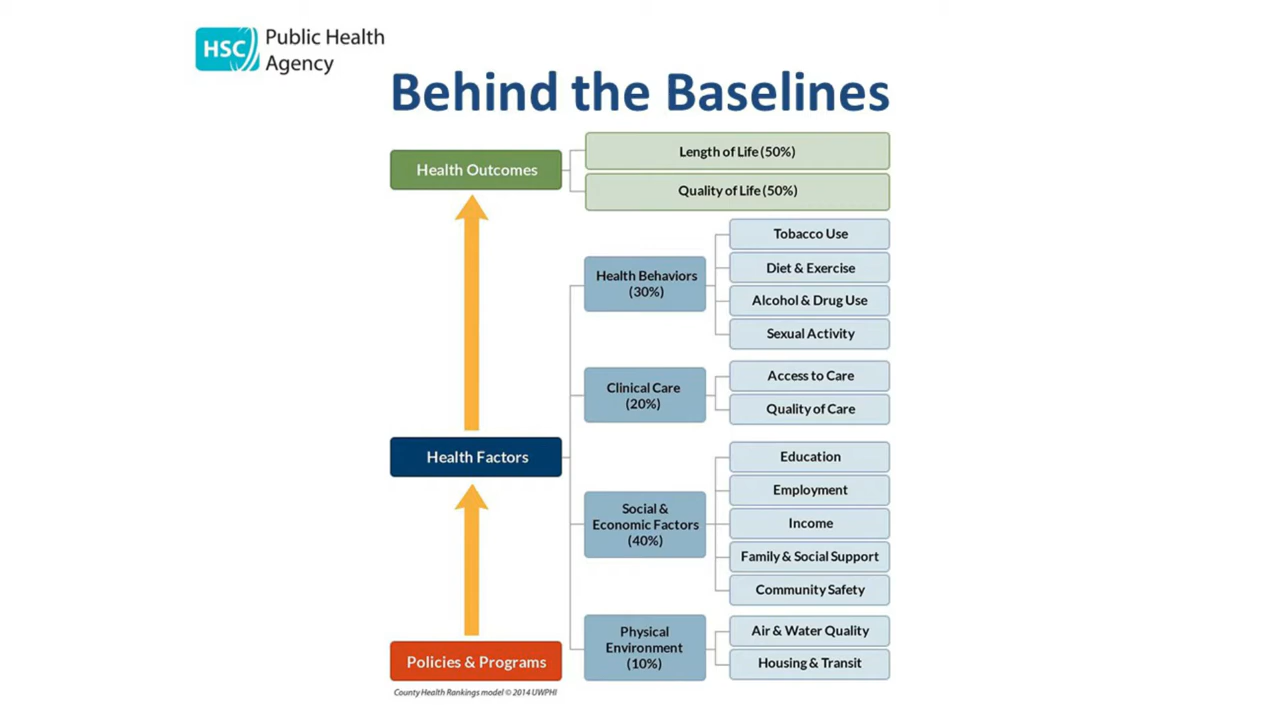 HSC Public Health
Agency
Behind the Baselines
Health Outcomes
Length of Life (50%)
Quality of Life (50%)
Health Factors
Health Behaviors
(30%)
Tobacco Use
Diet & Exercise
Alcohol & Drug Use
Sexual Activity
Clinical Care
(20%)
Access to Care
Quality of Care
Social &
Economic Factors
(40%)
Education
Employment
Income
Family & Social Support
Community Safety
Physical
Environment
(10%)
Air & Water Quality
Housing & Transit
Policies & Programs
County Health Rankings model © 2014 UWPHI